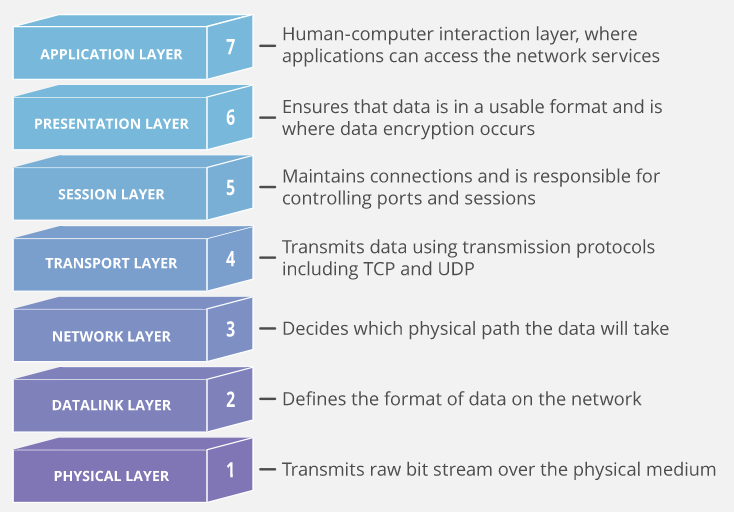 APPLICATION LAYER 7
Human-computer interaction layer, where
applications can access the network services
PRESENTATION LAYER 6
Ensures that data is in a usable format and is
where data encryption occurs
SESSION LAYER 5
Maintains connections and is responsible for
controlling ports and sessions
TRANSPORT LAYER 4
Transmits data using transmission protocols
including TCP and UDP
NETWORK LAYER 3
Decides which physical path the data will take
DATALINK LAYER 2
Defines the format of data on the network
PHYSICAL LAYER 1
Transmits raw bit stream over the physical medium